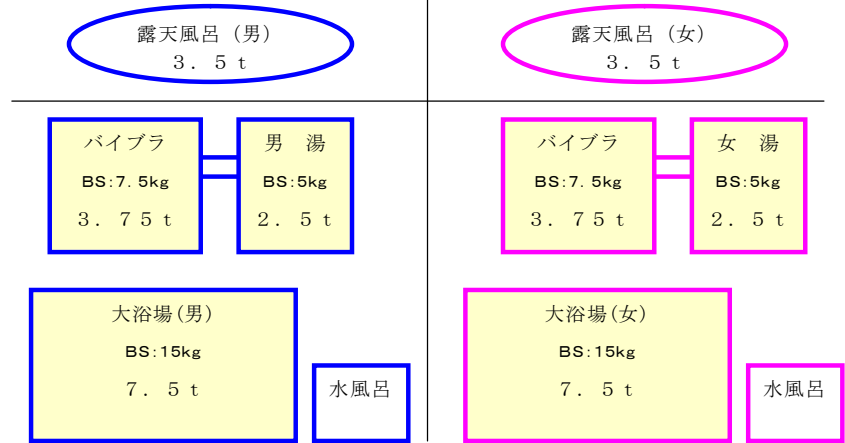 露天風呂（男）
３．５ｔ
露天風呂（女）
３．５ｔ
バイブラ
BS:7.5kg
３．７５ｔ
男　湯
BS:5kg
２．５ｔ
バイブラ
BS:7.5kg
３．７５ｔ
女　湯
BS:5kg
２．５ｔ
大浴場(男)
BS:15kg
７．５ｔ
水風呂
大浴場(女)
BS:15kg
７．５ｔ
水風呂